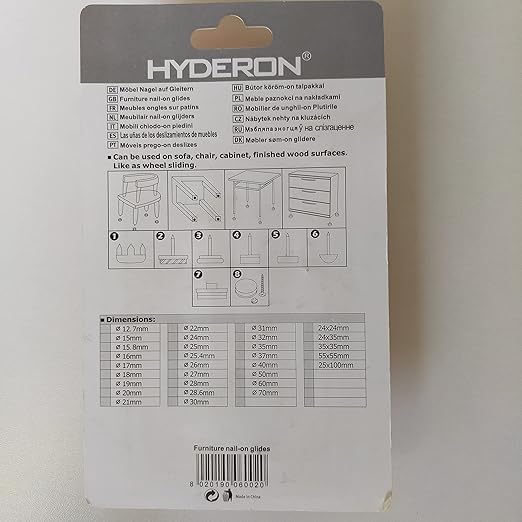 HYDERON®
DE Möbel Nagel auf Gleitern
GB Furniture nail-on glides
FR Meubles ongles sur patins
NL Meubilair nail-on glijders
IT Mobili chiodo-on piedini
ES Las uñas de los deslizamientos de muebles
PT Móveis prego-on deslizes
HU Bútor köröm-on talpakkal
PL Meble paznokci na nakładkami
RO Mobilier de unghii-on Plutirile
CZ Nábytek nehty na kluzácích
RU Мэбляпазногцяў на слізгаценне
DK Møbler søm-on glidere
Can be used on sofa, chair, cabinet, finished wood surfaces.
Like as wheel sliding.
1 2 3 4 5 6
7 8
Dimensions:
ø 12.7mm ø 22mm ø 31mm 24x24mm
ø 15mm ø 24mm ø 32mm 24x35mm
ø 15.8mm ø 25mm ø 35mm 35x35mm
ø 16mm ø 25.4mm ø 37mm 55x55mm
ø 17mm ø 26mm ø 40mm 25x100mm
ø 18mm ø 27mm ø 50mm
ø 19mm ø 28mm ø 60mm
ø 20mm ø 28.6mm ø 70mm
ø 21mm ø 30mm
Furniture nail-on glides
8 020190 060020
Made in China